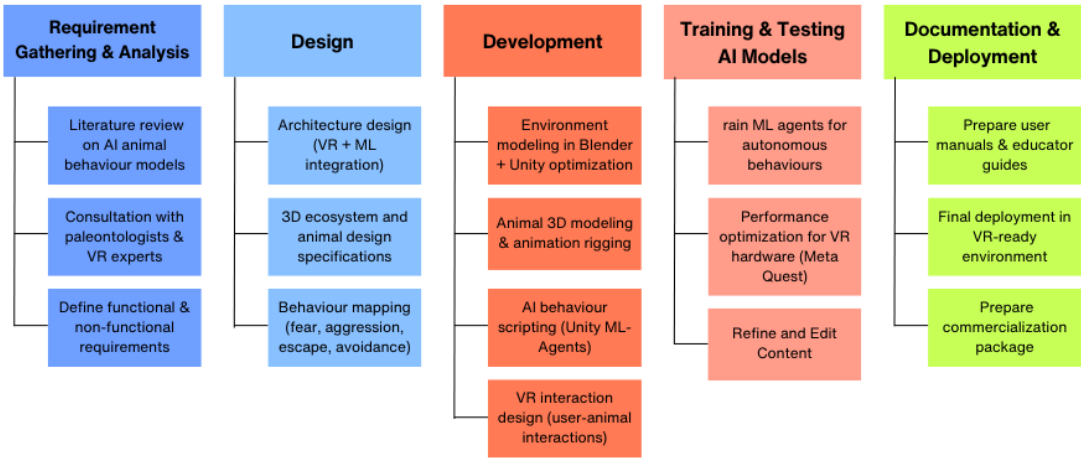 Requirement
Gathering & Analysis
Literature review
on AI animal
behaviour models
Consultation with
paleontologists &
VR experts
Define functional &
non-functional
requirements
Design
Architecture design
(VR + ML
integration)
3D ecosystem and
animal design
specifications
Behaviour mapping
(fear, aggression,
escape, avoidance)
Development
Environment
modeling in Blender
+ Unity optimization
Animal 3D modeling
& animation rigging
AI behaviour
scripting (Unity ML-
Agents)
VR interaction
design (user-animal
interactions)
Training & Testing
AI Models
rain ML agents for
autonomous
behaviours
Performance
optimization for VR
hardware (Meta
Quest)
Refine and Edit
Content
Documentation &
Deployment
Prepare user
manuals & educator
guides
Final deployment in
VR-ready
environment
Prepare
commercialization
package